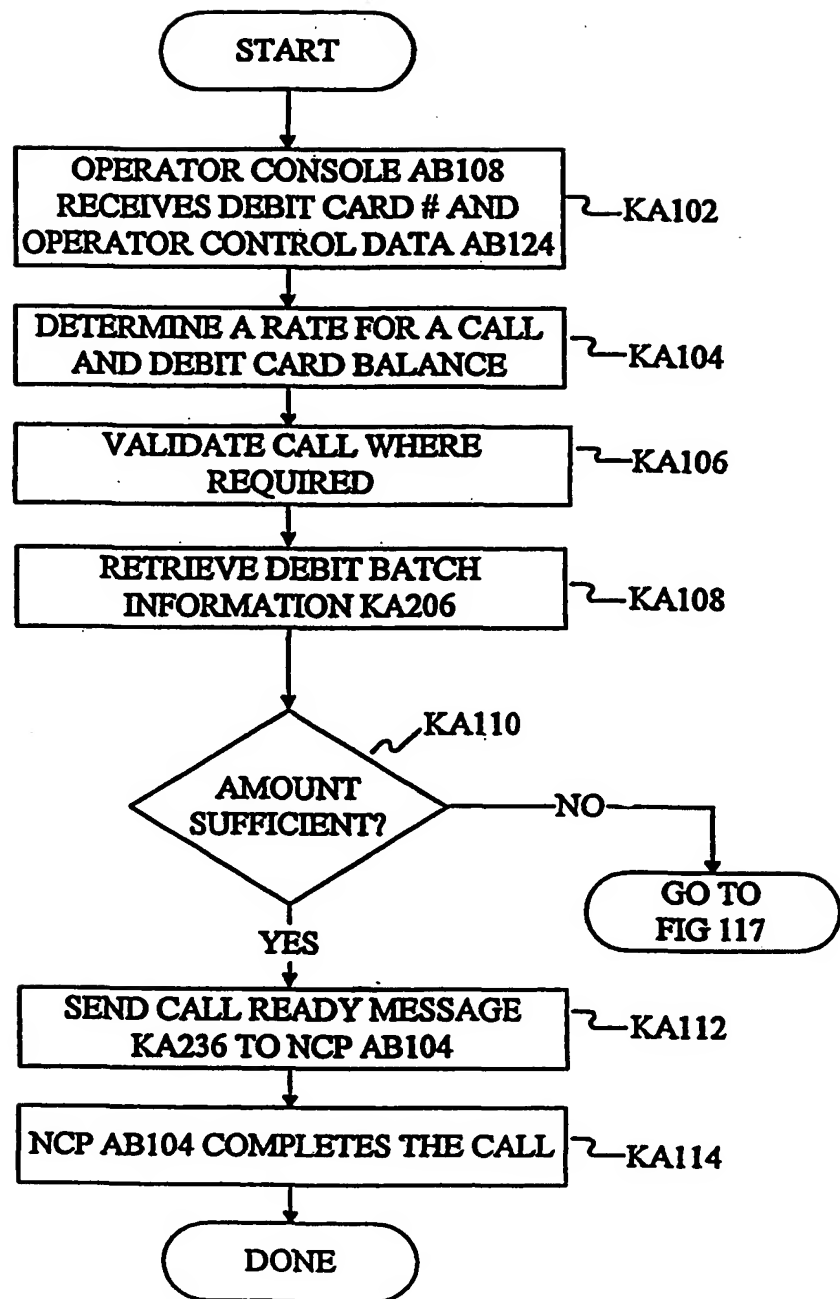 START
OPERATOR CONSOLE AB108
RECEIVES DEBIT CARD # AND
OPERATOR CONTROL DATA AB124
KA102
DETERMINE A RATE FOR A CALL
AND DEBIT CARD BALANCE
KA104
VALIDATE CALL WHERE
REQUIRED
KA106
RETRIEVE DEBIT BATCH
INFORMATION KA206
KA108
KA110
AMOUNT
SUFFICIENT?
NO
GO TO
FIG 117
YES
SEND CALL READY MESSAGE
KA236 TO NCP AB104
KA112
NCP AB104 COMPLETES THE CALL
KA114
DONE